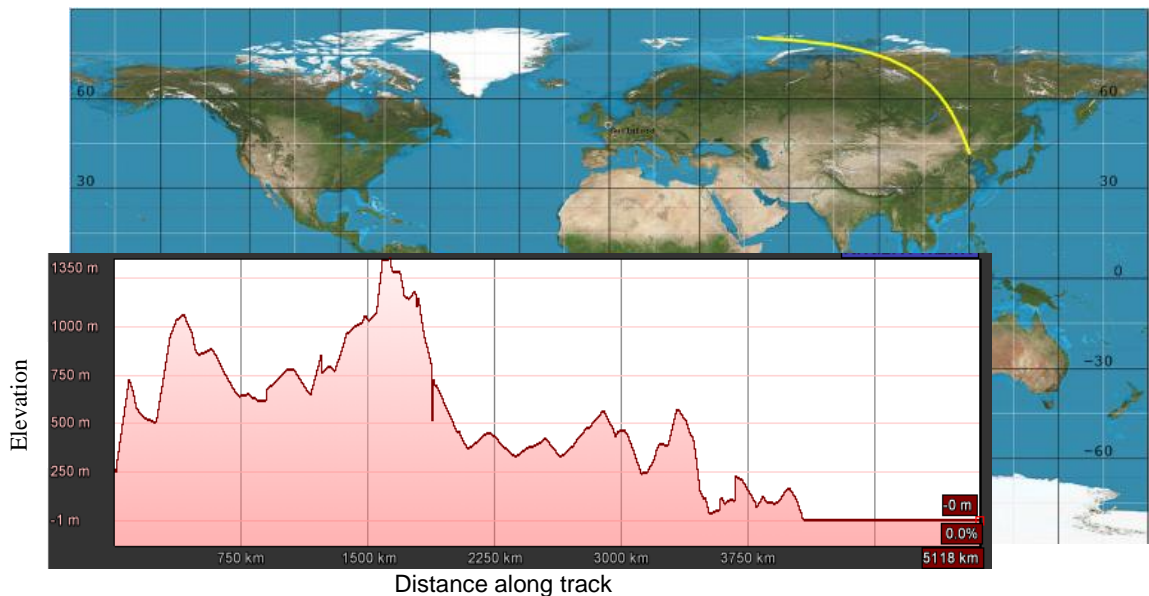 60
60
30
30
0
-30
-60
1350 m
1000 m
750 m
500 m
250 m
-1 m
Elevation
-0 m
0.0%
750 km
1500 km
2250 km
3000 km
3750 km
5118 km
Distance along track